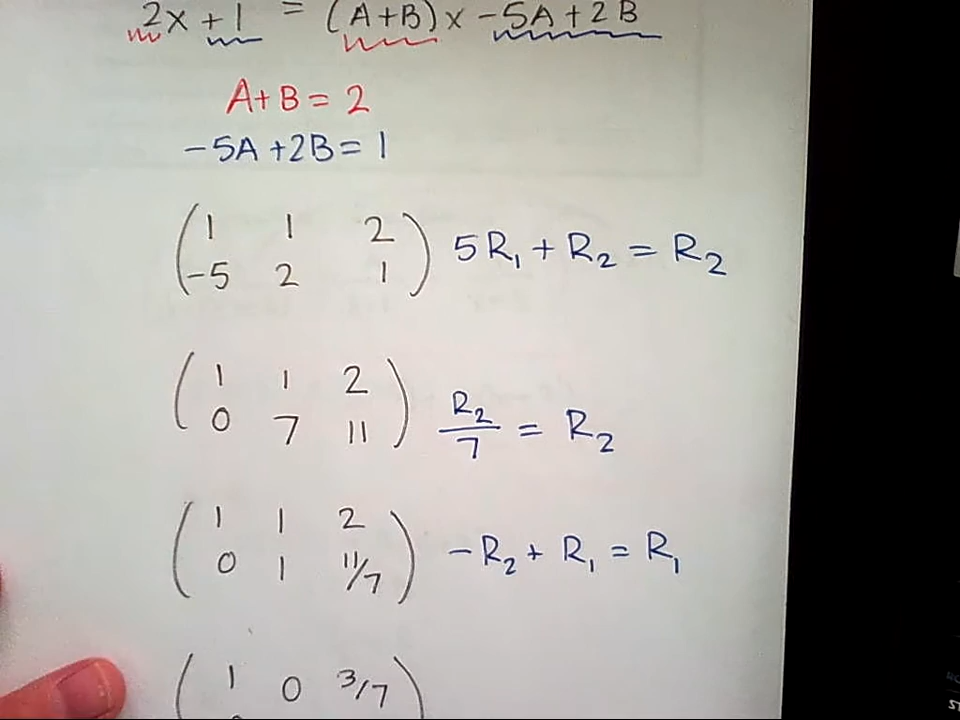 2x + 1 = (A+B)x - 5A + 2B
A + B = 2
-5A + 2B = 1
1 1 2
-5 2 1
5R₁ + R₂ = R₂
1 1 2
0 7 11
R₂/7 = R₂
1 1 2
0 1 11/7
-R₂ + R₁ = R₁
1 0 3/7